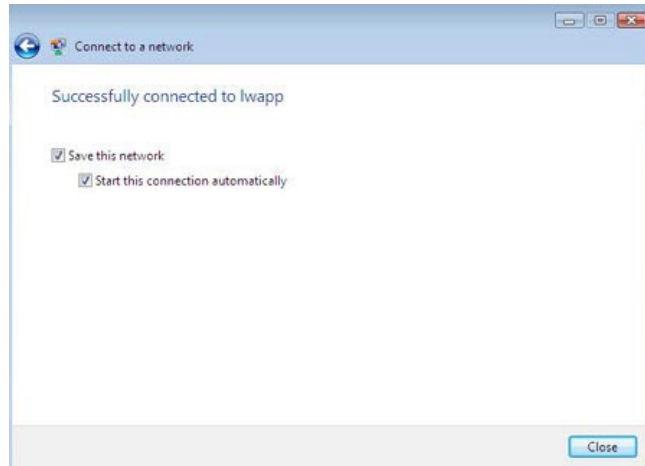 Connect to a network
Successfully connected to lwapp
Save this network
Start this connection automatically
Close